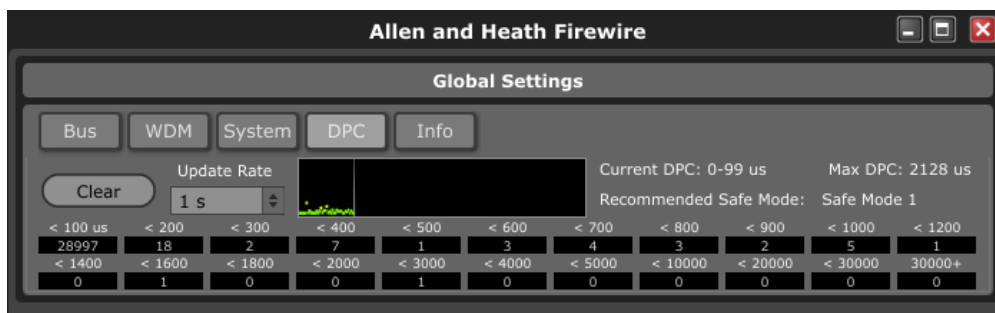 Allen and Heath Firewire
Global Settings
Bus WDM System DPC Info
Update Rate
Clear 1 s
Current DPC: 0-99 us Max DPC: 2128 us
Recommended Safe Mode: Safe Mode 1
< 100 us < 200 < 300 < 400 < 500 < 600 < 700 < 800 < 900 < 1000 < 1200
28997 18 2 7 1 3 4 3 2 5 1
< 1400 < 1600 < 1800 < 2000 < 3000 < 4000 < 5000 < 10000 < 20000 < 30000 30000+
0 1 0 0 1 0 0 0 0 0 0